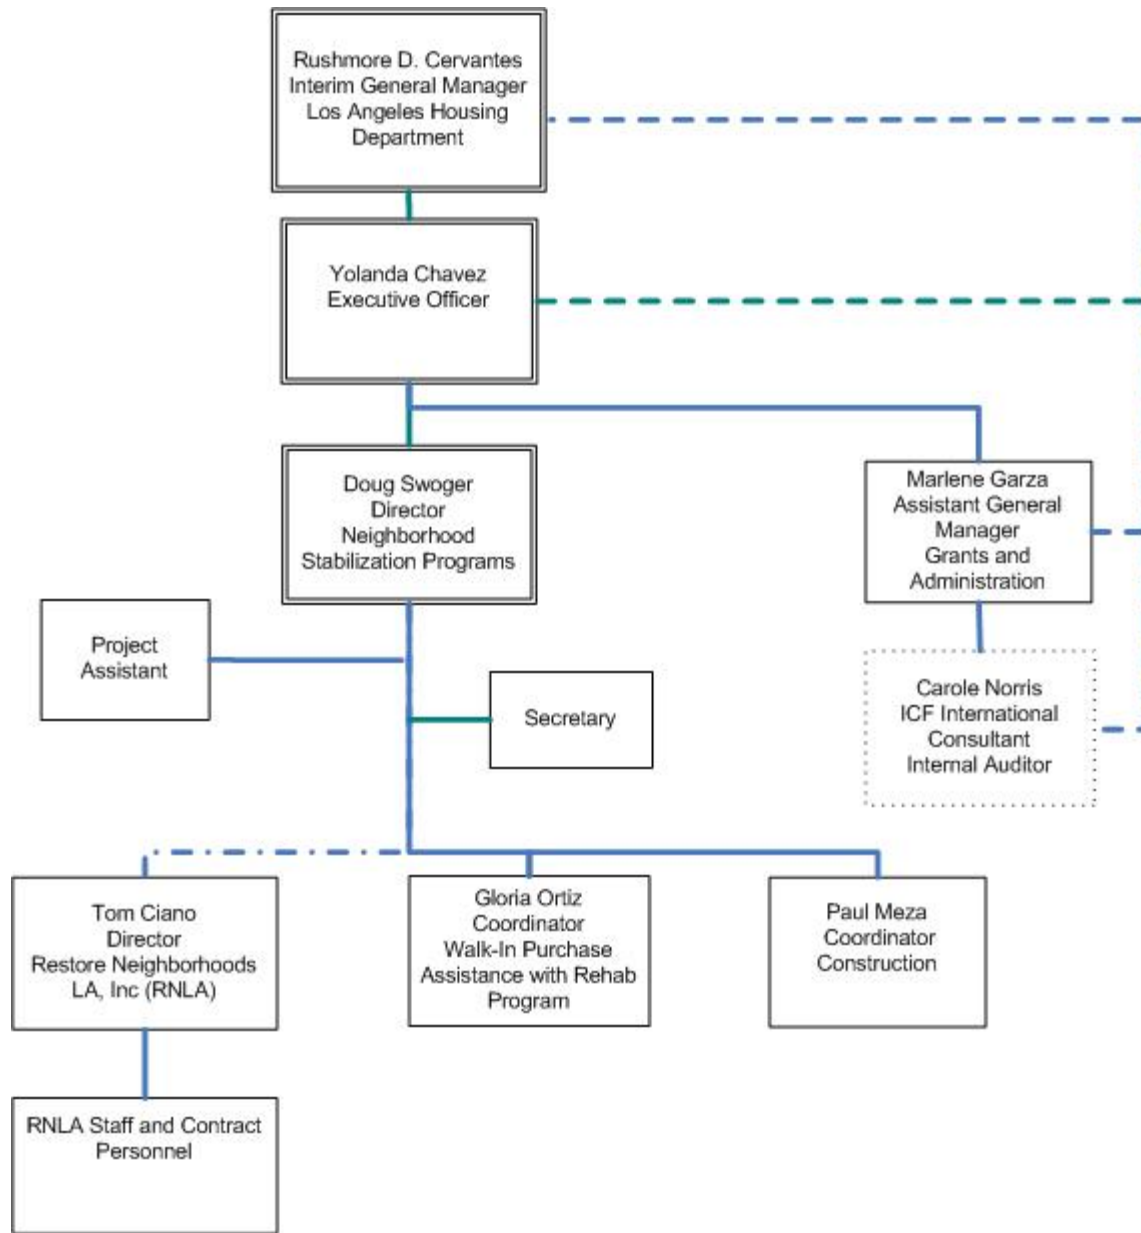 Rushmore D. Cervantes
Interim General Manager
Los Angeles Housing
Department
Yolanda Chavez
Executive Officer
Doug Swoger
Director
Neighborhood
Stabilization Programs
Marlene Garza
Assistant General
Manager
Grants and
Administration
Project
Assistant
Secretary
Carole Norris
ICF International
Consultant
Internal Auditor
Tom Ciano
Director
Restore Neighborhoods
LA, Inc (RNLA)
Gloria Ortiz
Coordinator
Walk-In Purchase
Assistance with Rehab
Program
Paul Meza
Coordinator
Construction
RNLA Staff and Contract
Personnel